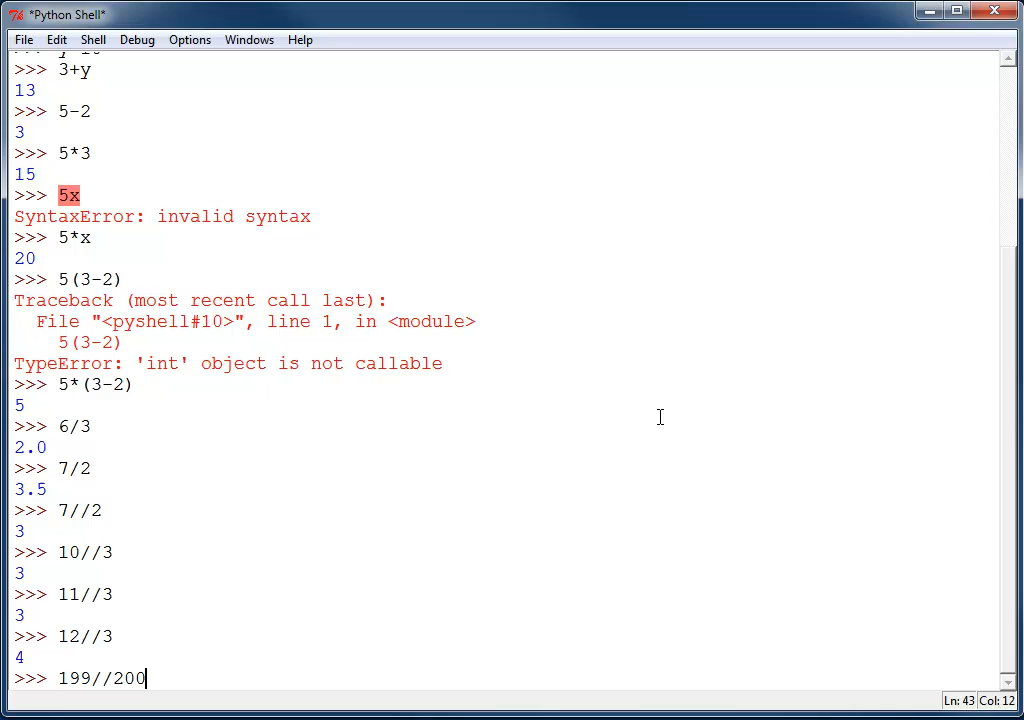 *Python Shell*
File Edit Shell Debug Options Windows Help
>>> 3+y
13
>>> 5-2
3
>>> 5*3
15
>>> 5x
SyntaxError: invalid syntax
>>> 5*x
20
>>> 5(3-2)
Traceback (most recent call last):
  File "<pyshell#10>", line 1, in <module>
    5(3-2)
TypeError: 'int' object is not callable
>>> 5*(3-2)
5
>>> 6/3
2.0
>>> 7/2
3.5
>>> 7//2
3
>>> 10//3
3
>>> 11//3
3
>>> 12//3
4
>>> 199//200
Ln: 43 Col: 12